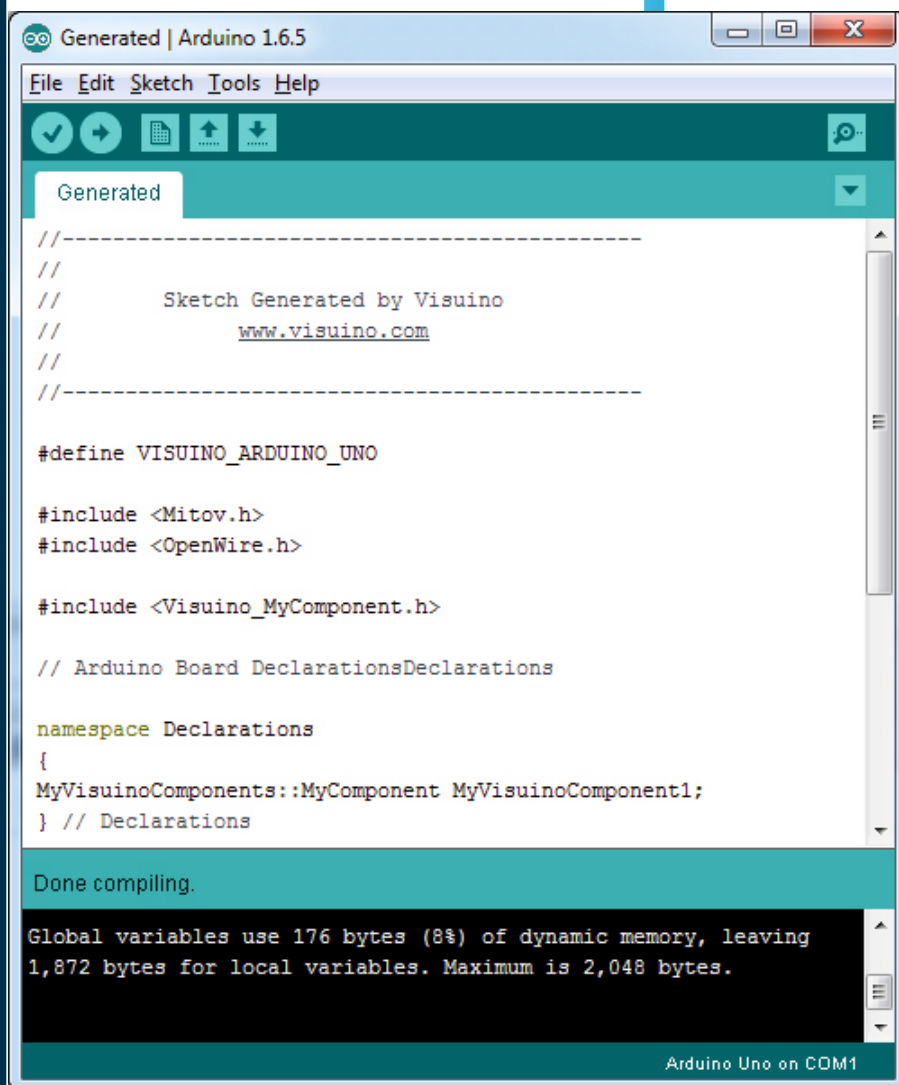 Generated | Arduino 1.6.5
File Edit Sketch Tools Help
Generated
//----------------------------------------------
//
//        Sketch Generated by Visuino
//              www.visuino.com
//
//----------------------------------------------
#define VISUINO_ARDUINO_UNO
#include <Mitov.h>
#include <OpenWire.h>
#include <Visuino_MyComponent.h>
// Arduino Board DeclarationsDeclarations
namespace Declarations
{
MyVisuinoComponents::MyComponent MyVisuinoComponent1;
} // Declarations
Done compiling.
Global variables use 176 bytes (8%) of dynamic memory, leaving
1,872 bytes for local variables. Maximum is 2,048 bytes.
Arduino Uno on COM1